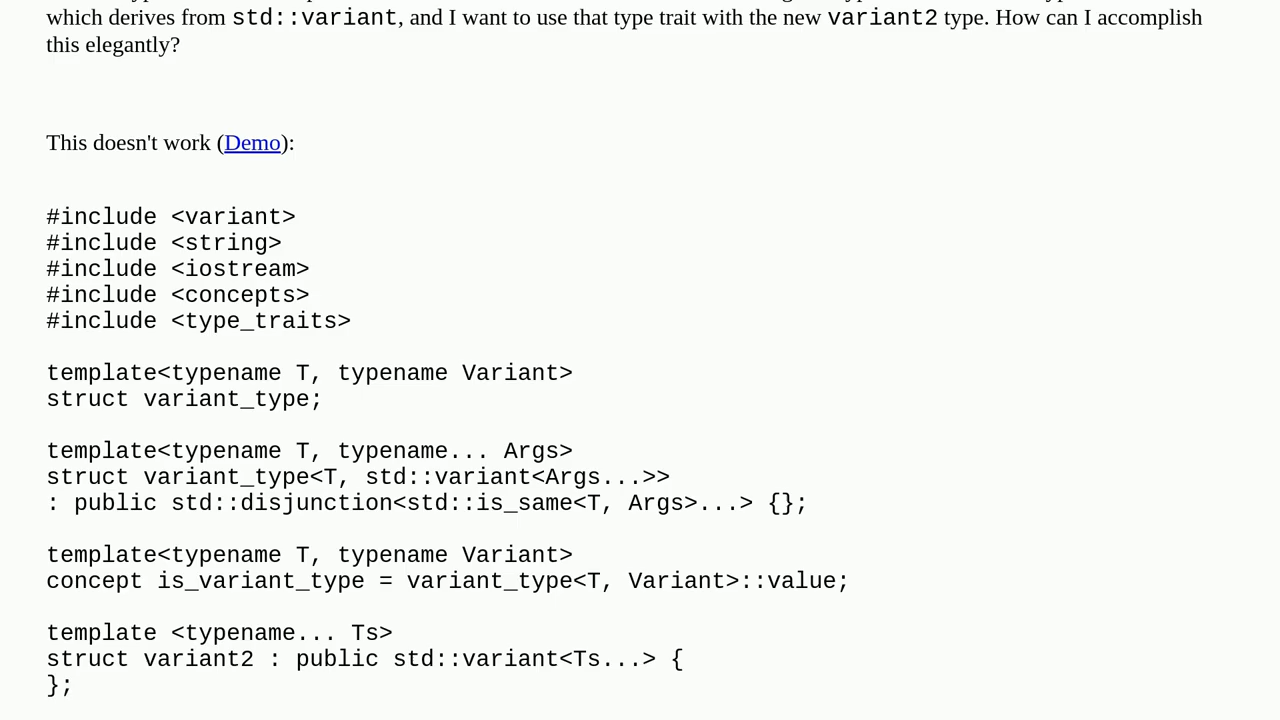 which derives from std::variant, and I want to use that type trait with the new variant2 type. How can I accomplish
this elegantly?
This doesn't work (Demo):
#include <variant>
#include <string>
#include <iostream>
#include <concepts>
#include <type_traits>
template<typename T, typename Variant>
struct variant_type;
template<typename T, typename... Args>
struct variant_type<T, std::variant<Args...>>
: public std::disjunction<std::is_same<T, Args>...> {};
template<typename T, typename Variant>
concept is_variant_type = variant_type<T, Variant>::value;
template <typename... Ts>
struct variant2 : public std::variant<Ts...> {
};